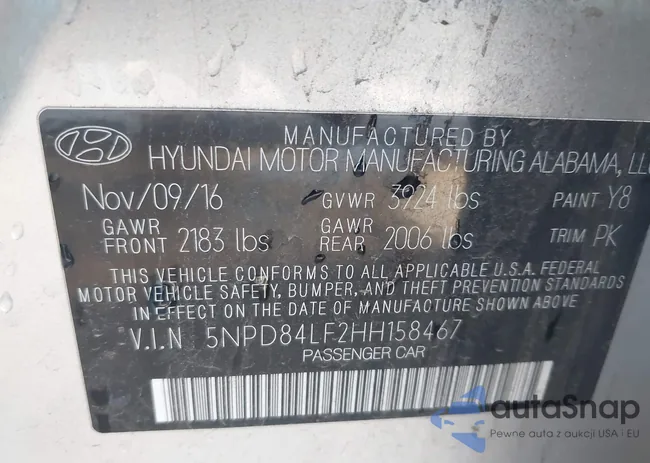 MANUFACTURED BY
HYUNDAI MOTOR MANUFACTURING ALABAMA, LLC
Nov/09/16 GVWR 3924 lbs PAINT Y8
GAWR FRONT 2183 lbs GAWR REAR 2006 lbs TRIM PK
THIS VEHICLE CONFORMS TO ALL APPLICABLE U.S.A. FEDERAL
MOTOR VEHICLE SAFETY, BUMPER, AND THEFT PREVENTION STANDARDS
IN EFFECT ON THE DATE OF MANUFACTURE SHOWN ABOVE
V.I.N 5NPD84LF2HH158467
PASSENGER CAR
autoSnap
Pewne auta z aukcji USA i EU